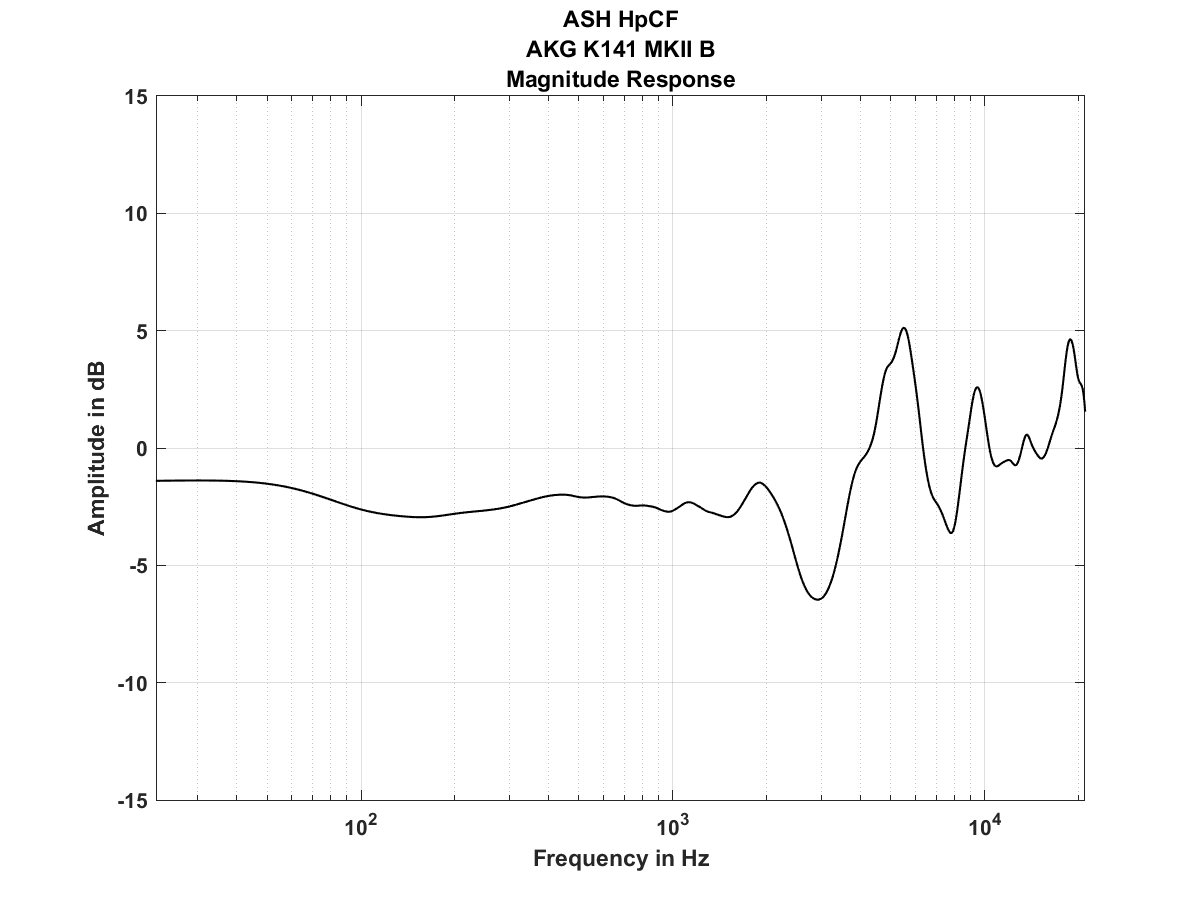 ASH HpCF
AKG K141 MKII B
Magnitude Response
15
10
5
0
-5
-10
-15
Amplitude in dB
10² 10³ 10⁴
Frequency in Hz